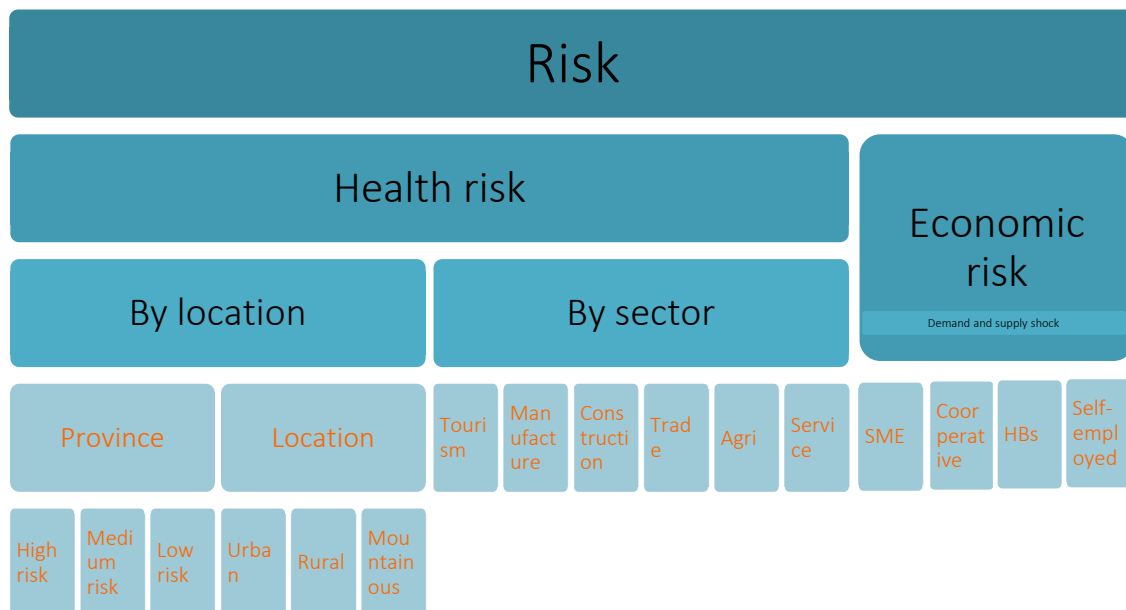 Risk
Health risk
Economic
risk
Demand and supply shock
By location
By sector
Province
Location
Touri
sm
Man
ufact
ure
Cons
tructi
on
Trad
e
Agri
Servi
ce
SME
Coor
perat
ive
HBs
Self-
empl
oyed
High
risk
Medi
um
risk
Low
risk
Urba
n
Rural
Mou
ntain
ous